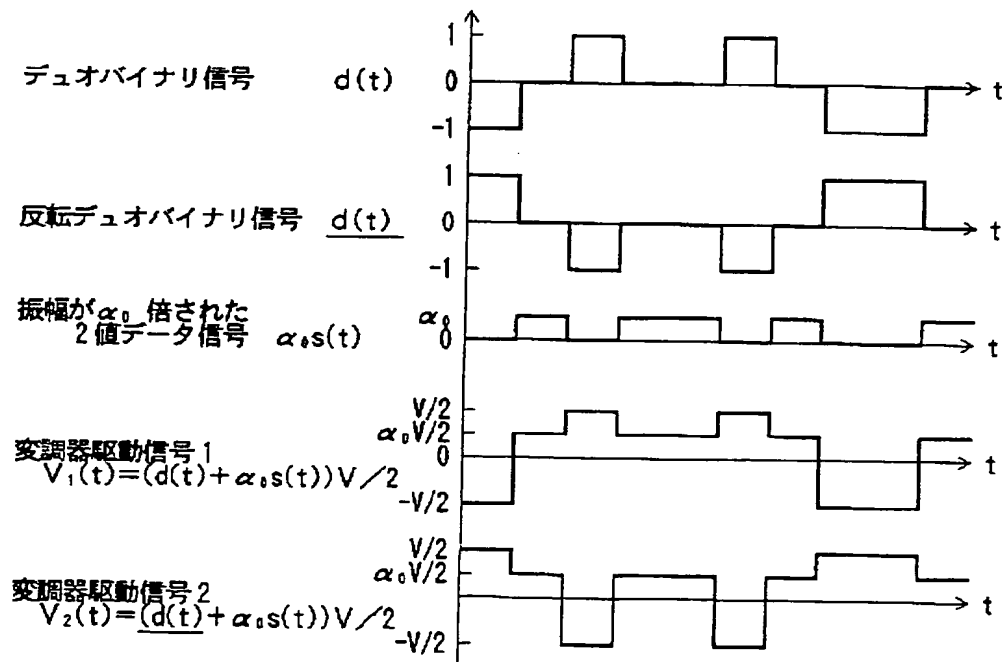 デュオバイナリ信号 d(t)
1
0
-1
t
反転デュオバイナリ信号 d(t)
1
0
-1
t
振幅がα₀倍された
2値データ信号 α₀s(t)
α₀
0
t
変調器駆動信号1
V₁(t)=(d(t)+α₀s(t))V/2
V/2
α₀V/2
0
-V/2
t
変調器駆動信号2
V₂(t)=(d(t)+α₀s(t))V/2
V/2
α₀V/2
-V/2
t